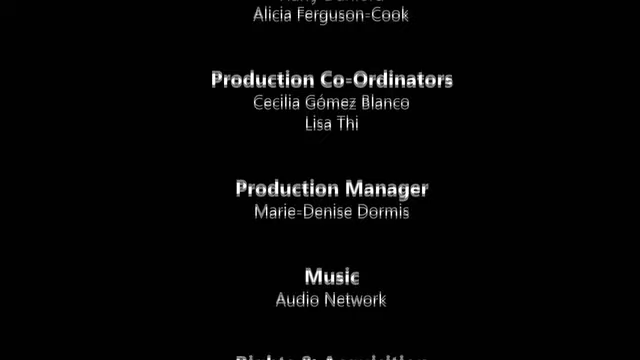 Alicia Ferguson-Cook
Production Co-Ordinators
Cecilia Gómez Blanco
Lisa Thi
Production Manager
Marie-Denise Dormis
Music
Audio Network